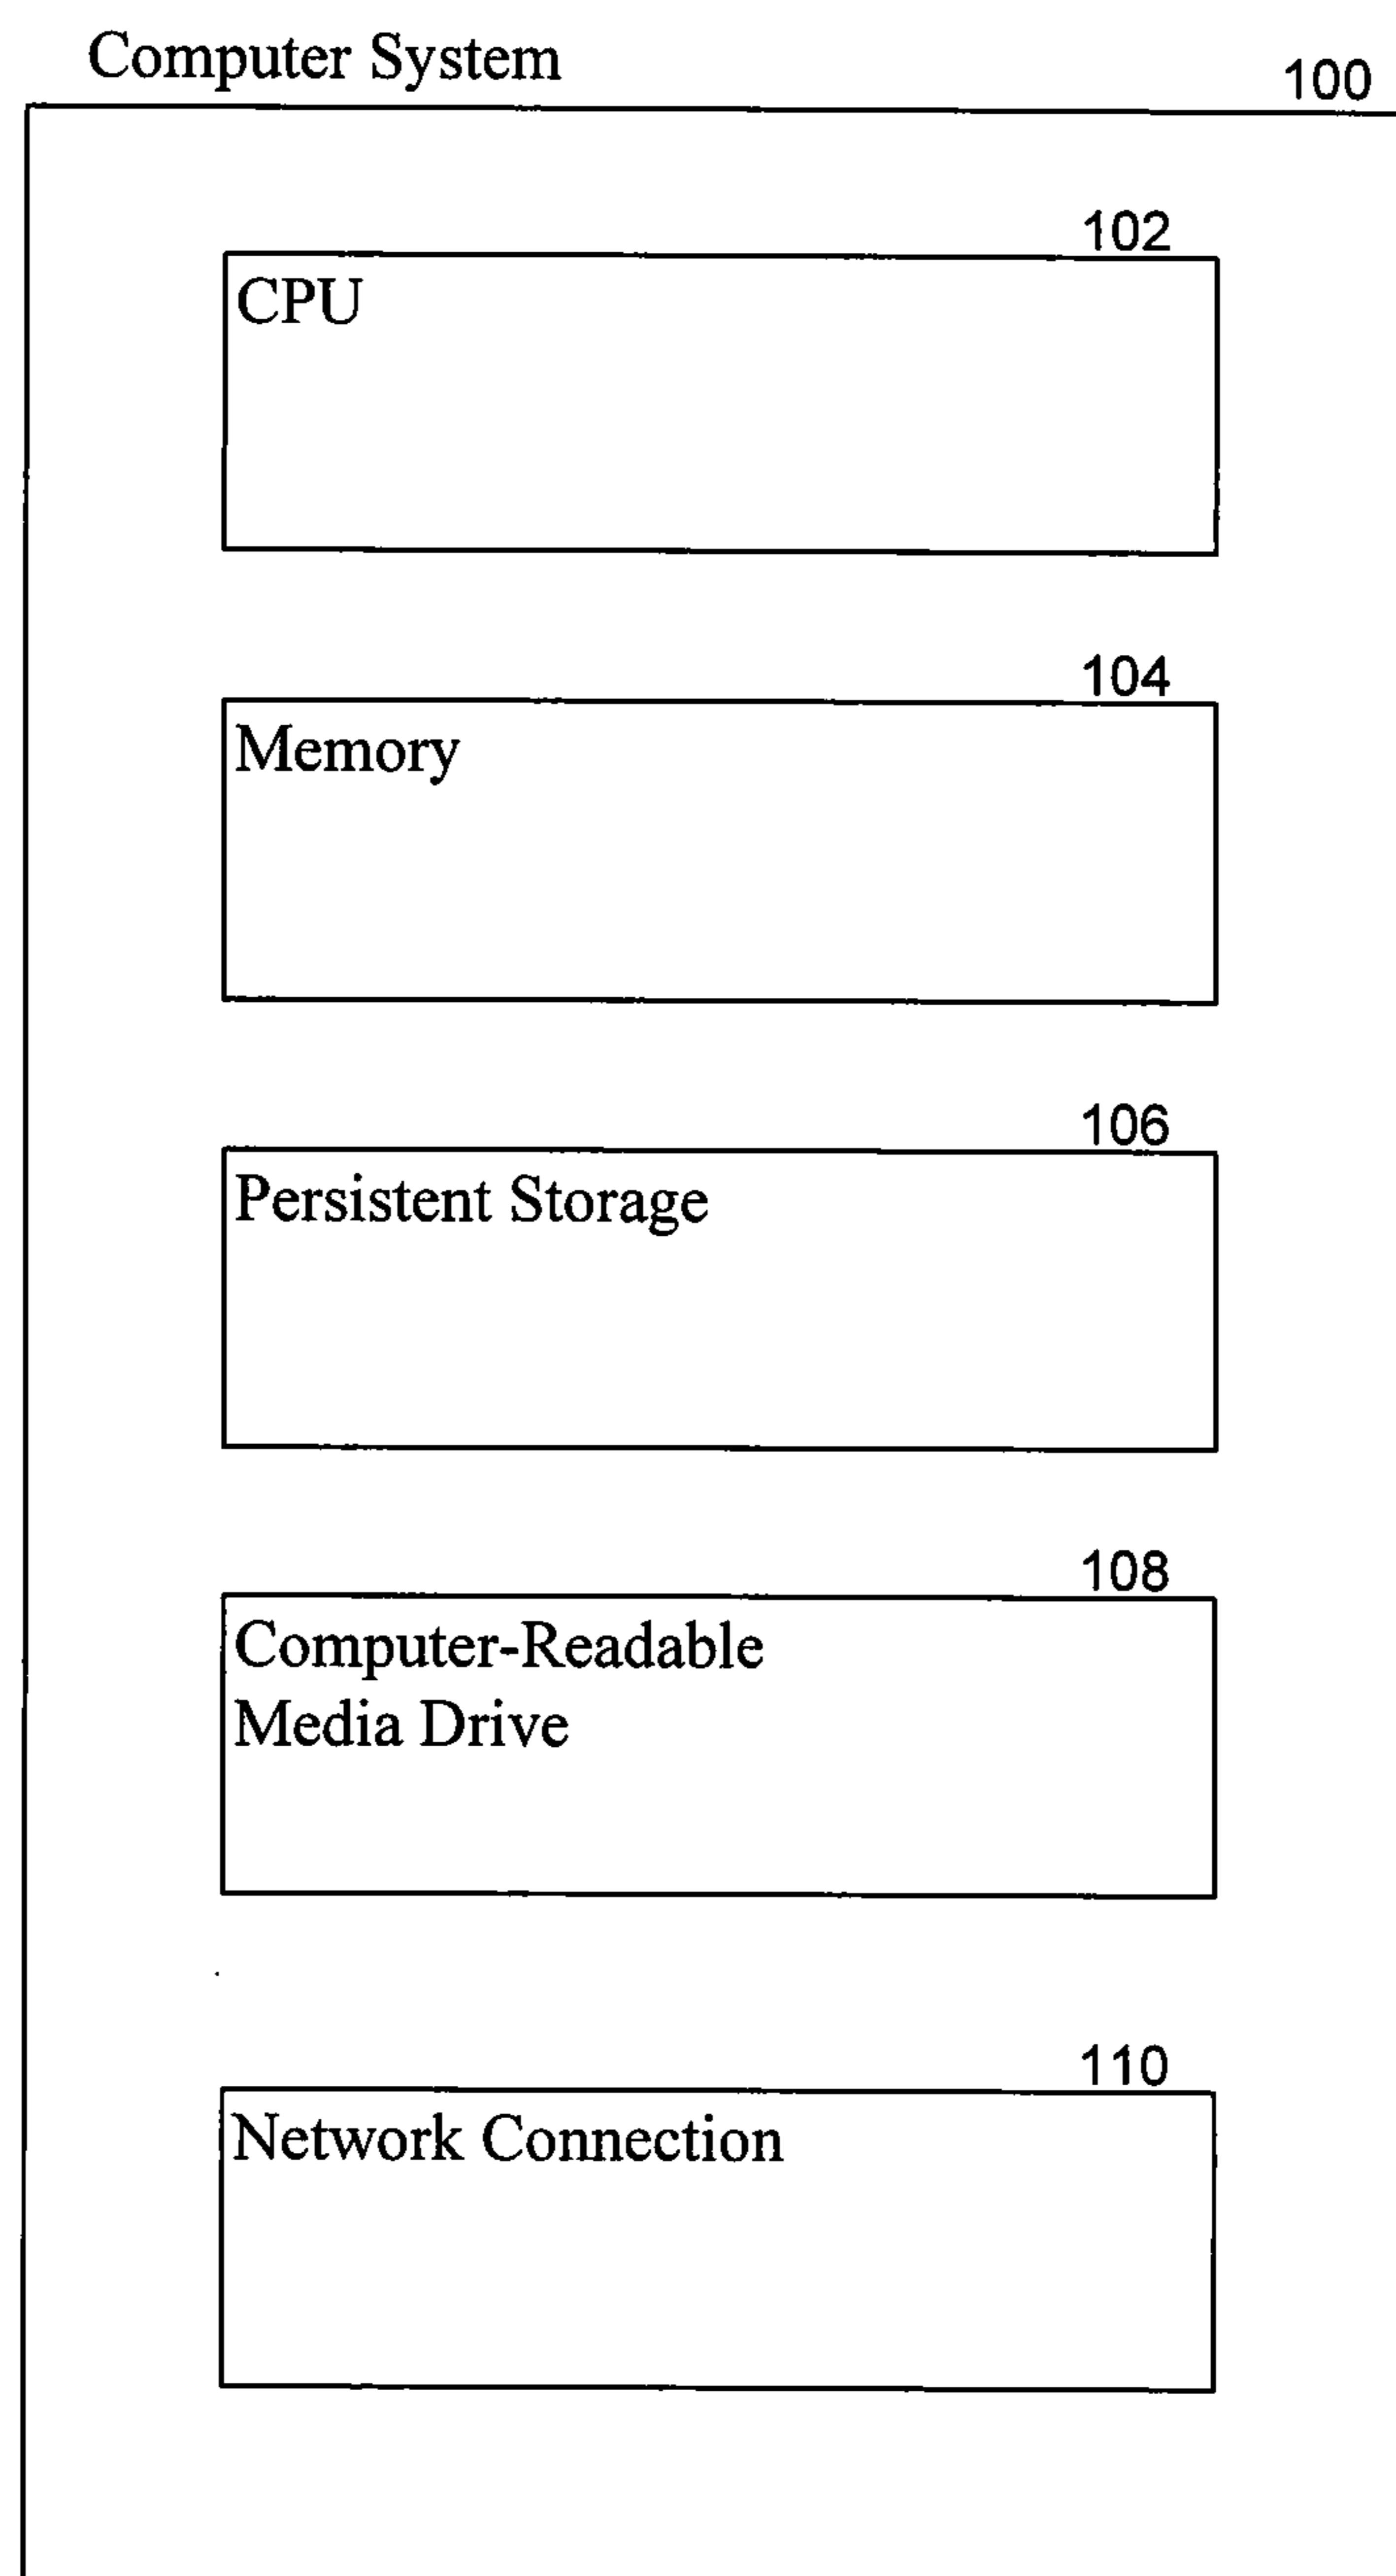 Computer System
100
102
CPU
104
Memory
106
Persistent Storage
108
Computer-Readable
Media Drive
110
Network Connection